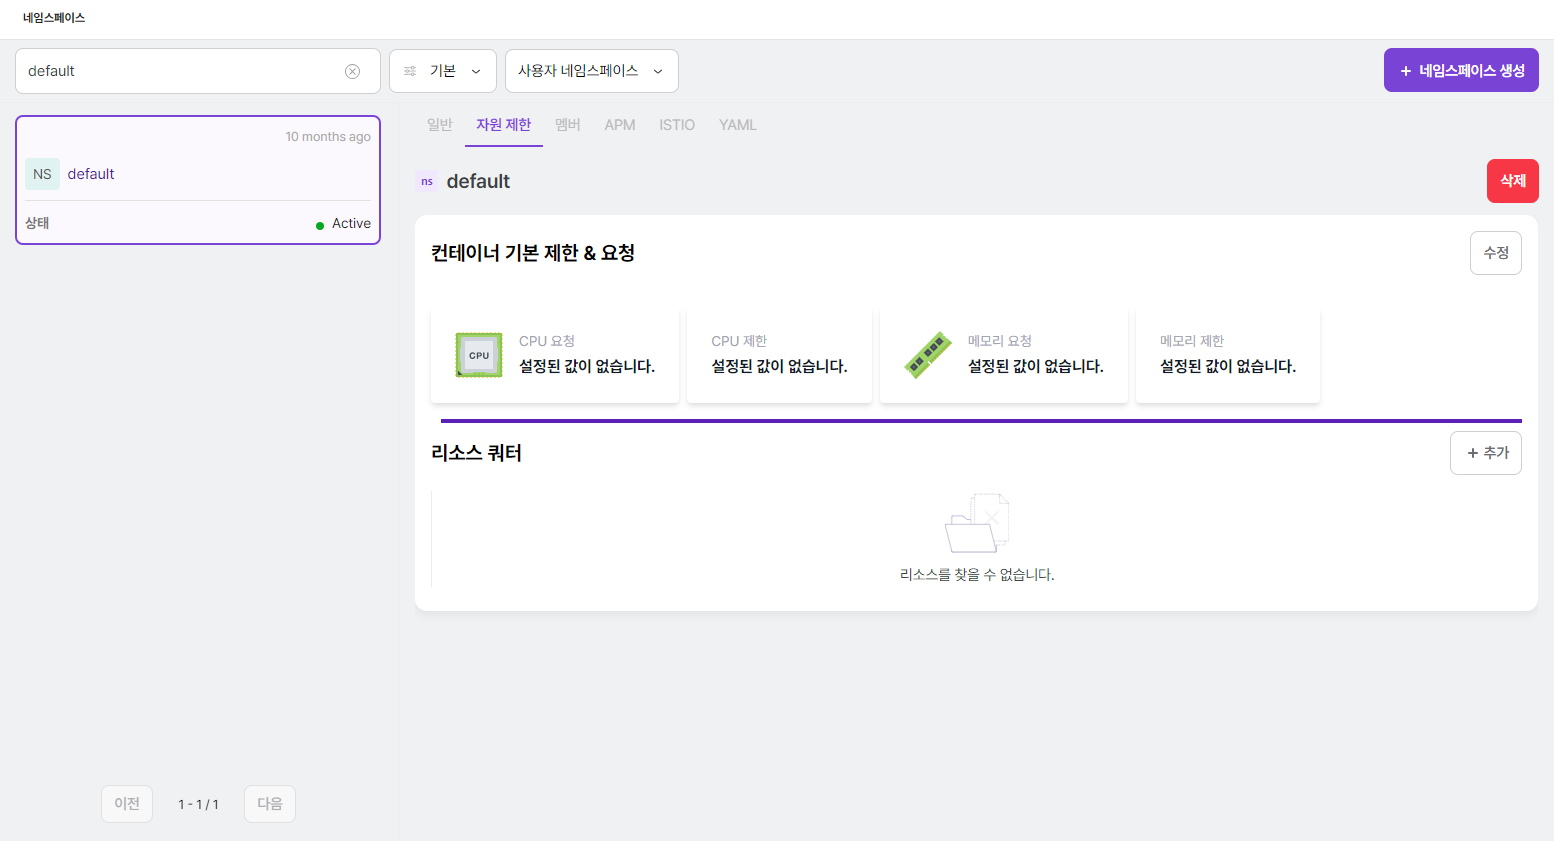 네임스페이스
default
기본
사용자 네임스페이스
+ 네임스페이스 생성
10 months ago
NS default
상태 Active
이전 1 - 1 / 1 다음
일반 자원 제한 멤버 APM ISTIO YAML
ns default
삭제
컨테이너 기본 제한 & 요청
수정
CPU
CPU 요청
설정된 값이 없습니다.
CPU 제한
설정된 값이 없습니다.
메모리 요청
설정된 값이 없습니다.
메모리 제한
설정된 값이 없습니다.
리소스 쿼터
+ 추가
리소스를 찾을 수 없습니다.